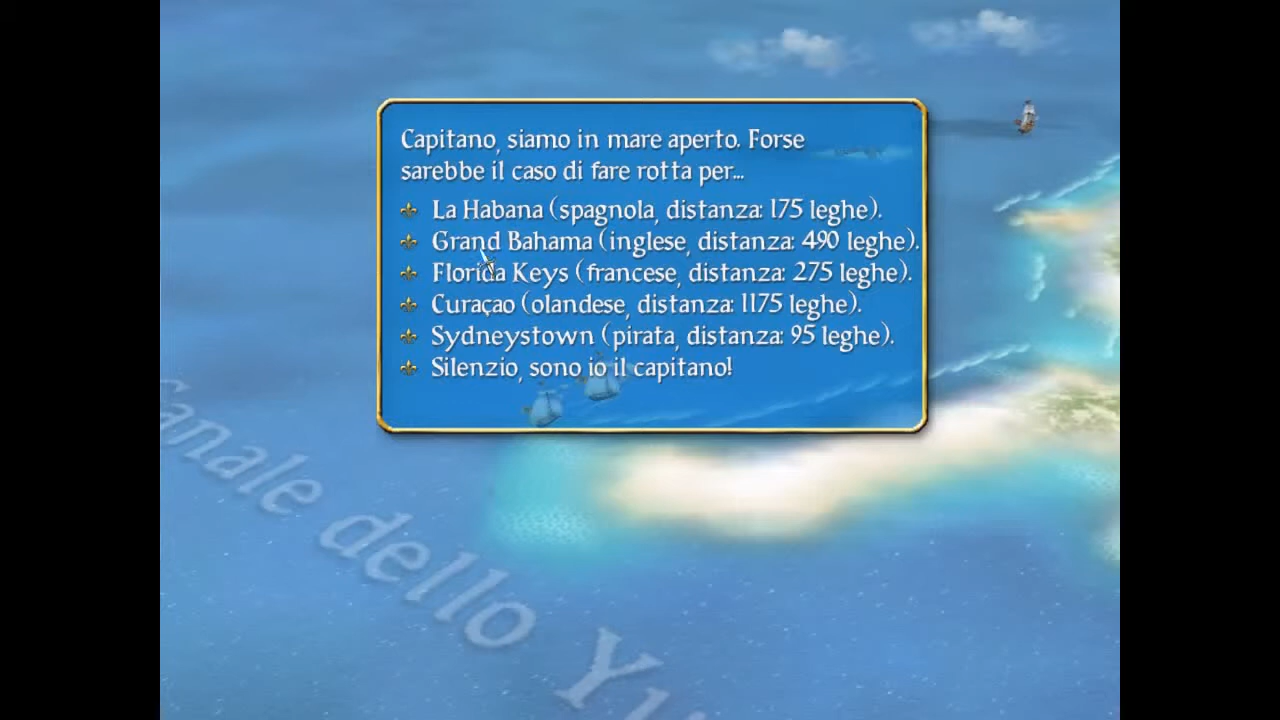 Capitano, siamo in mare aperto. Forse
sarebbe il caso di fare rotta per...
La Habana (spagnola, distanza: 175 leghe).
Grand Bahama (inglese, distanza: 490 leghe).
Florida Keys (francese, distanza: 275 leghe).
Curaçao (olandese, distanza: 1175 leghe).
Sydneystown (pirata, distanza: 95 leghe).
Silenzio, sono io il capitano!
Canale dello